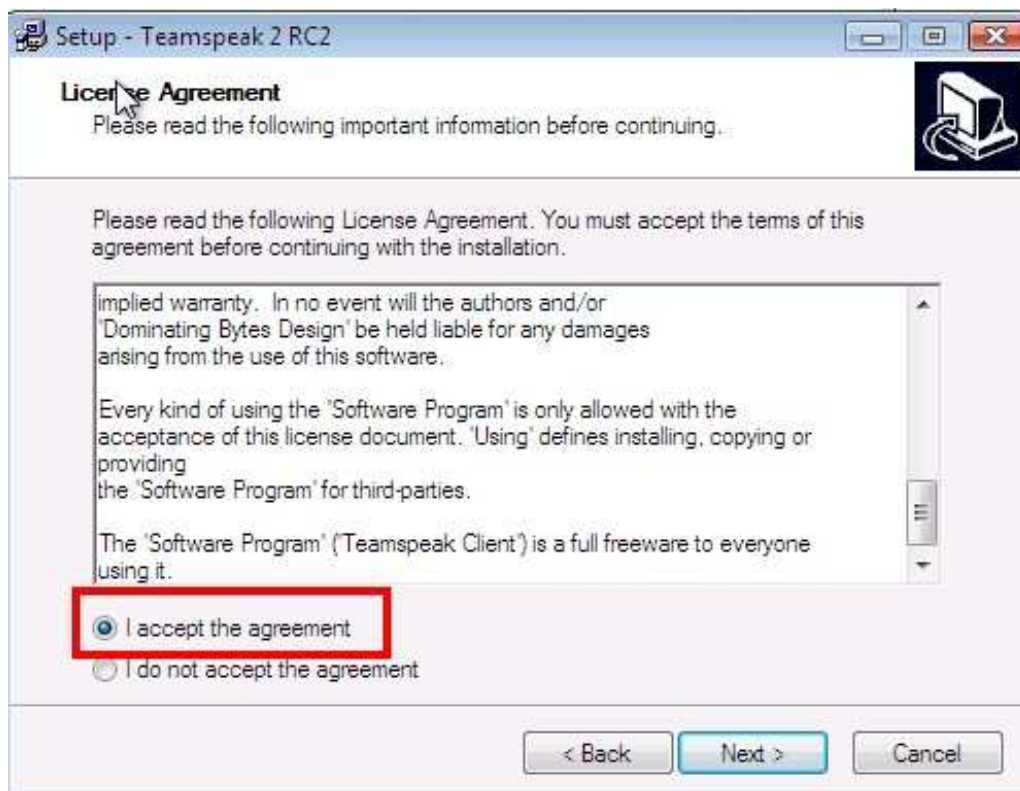 Setup - Teamspeak 2 RC2
License Agreement
Please read the following important information before continuing.
Please read the following License Agreement. You must accept the terms of this
agreement before continuing with the installation.
implied warranty.  In no event will the authors and/or
'Dominating Bytes Design' be held liable for any damages
arising from the use of this software.
Every kind of using the 'Software Program' is only allowed with the
acceptance of this license document. 'Using' defines installing, copying or
providing
the 'Software Program' for third-parties.
The 'Software Program' ('Teamspeak Client') is a full freeware to everyone
using it.
I accept the agreement
I do not accept the agreement
< Back Next > Cancel